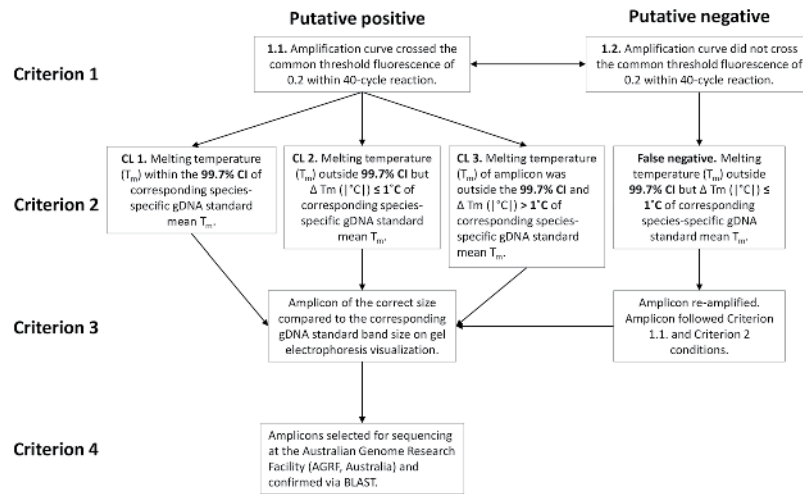 Putative positive
Putative negative
Criterion 1
1.1. Amplification curve crossed the
common threshold fluorescence of
0.2 within 40-cycle reaction.
1.2. Amplification curve did not cross
the common threshold fluorescence of
0.2 within 40-cycle reaction.
Criterion 2
CL 1. Melting temperature
(Tm) within the 99.7% CI of
corresponding species-
specific gDNA standard
mean Tm.
CL 2. Melting temperature
(Tm) outside 99.7% CI but
Δ Tm (|°C|) ≤ 1°C of
corresponding species-
specific gDNA standard
mean Tm.
CL 3. Melting temperature
(Tm) of amplicon was
outside the 99.7% CI and
Δ Tm (|°C|) > 1°C of
corresponding species-
specific gDNA standard
mean Tm.
False negative. Melting
temperature (Tm) outside
99.7% CI but Δ Tm (|°C|) ≤
1°C of corresponding
species-specific gDNA
standard mean Tm.
Criterion 3
Amplicon of the correct size
compared to the corresponding
gDNA standard band size on gel
electrophoresis visualization.
Amplicon re-amplified.
Amplicon followed Criterion
1.1. and Criterion 2
conditions.
Criterion 4
Amplicons selected for sequencing
at the Australian Genome Research
Facility (AGRF, Australia) and
confirmed via BLAST.